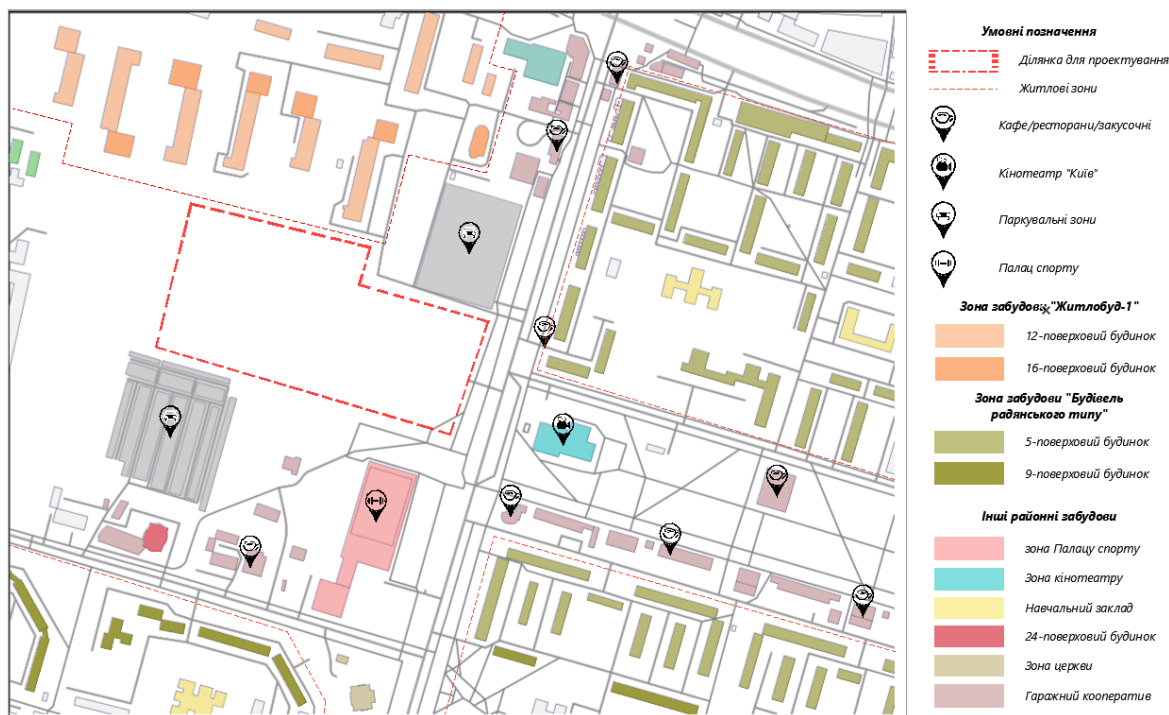 Умовні позначення
Ділянка для проектування
Житлові зони
Кафе/ресторани/закусочні
Кінотеатр "Київ"
Паркувальні зони
Палац спорту
Зона забудови "Житлобуд-1"
12-поверховий будинок
16-поверховий будинок
Зона забудови "Будівель
радянського типу"
5-поверховий будинок
9-поверховий будинок
Інші районні забудови
зона Палацу спорту
Зона кінотеатру
Навчальний заклад
24-поверховий будинок
Зона церкви
Гаражний кооператив